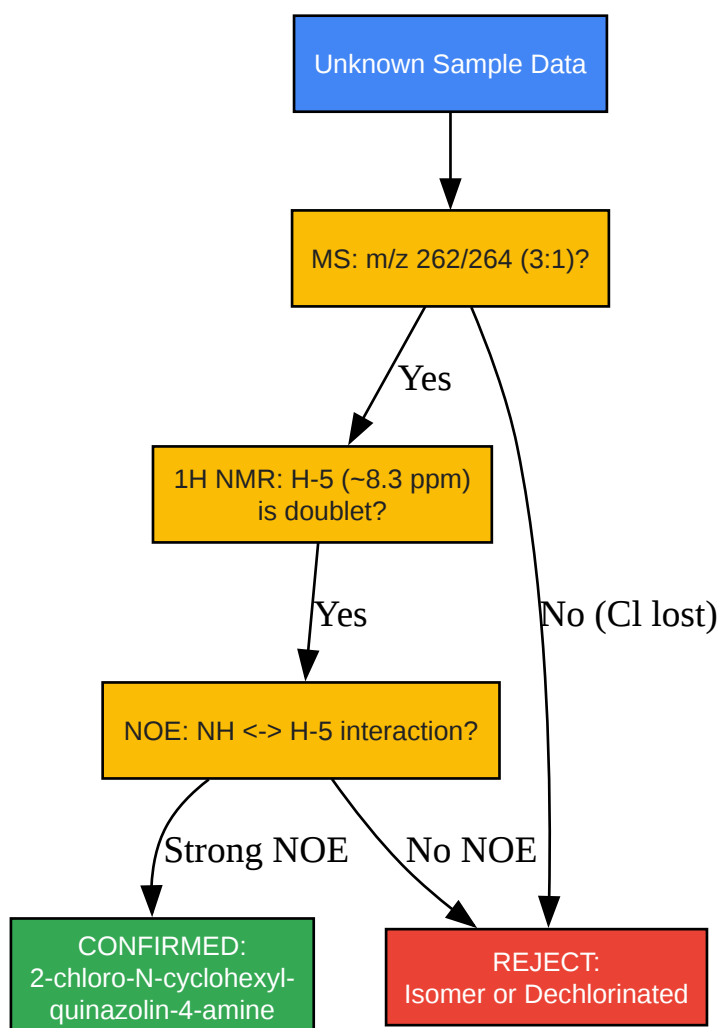 Unknown Sample Data
MS: m/z 262/264 (3:1)?
Yes
1H NMR: H-5 (~8.3 ppm)
is doublet?
Yes
No (Cl lost)
NOE: NH <-> H-5 interaction?
Strong NOE
No NOE
CONFIRMED:
2-chloro-N-cyclohexyl-
quinazolin-4-amine
REJECT:
Isomer or Dechlorinated